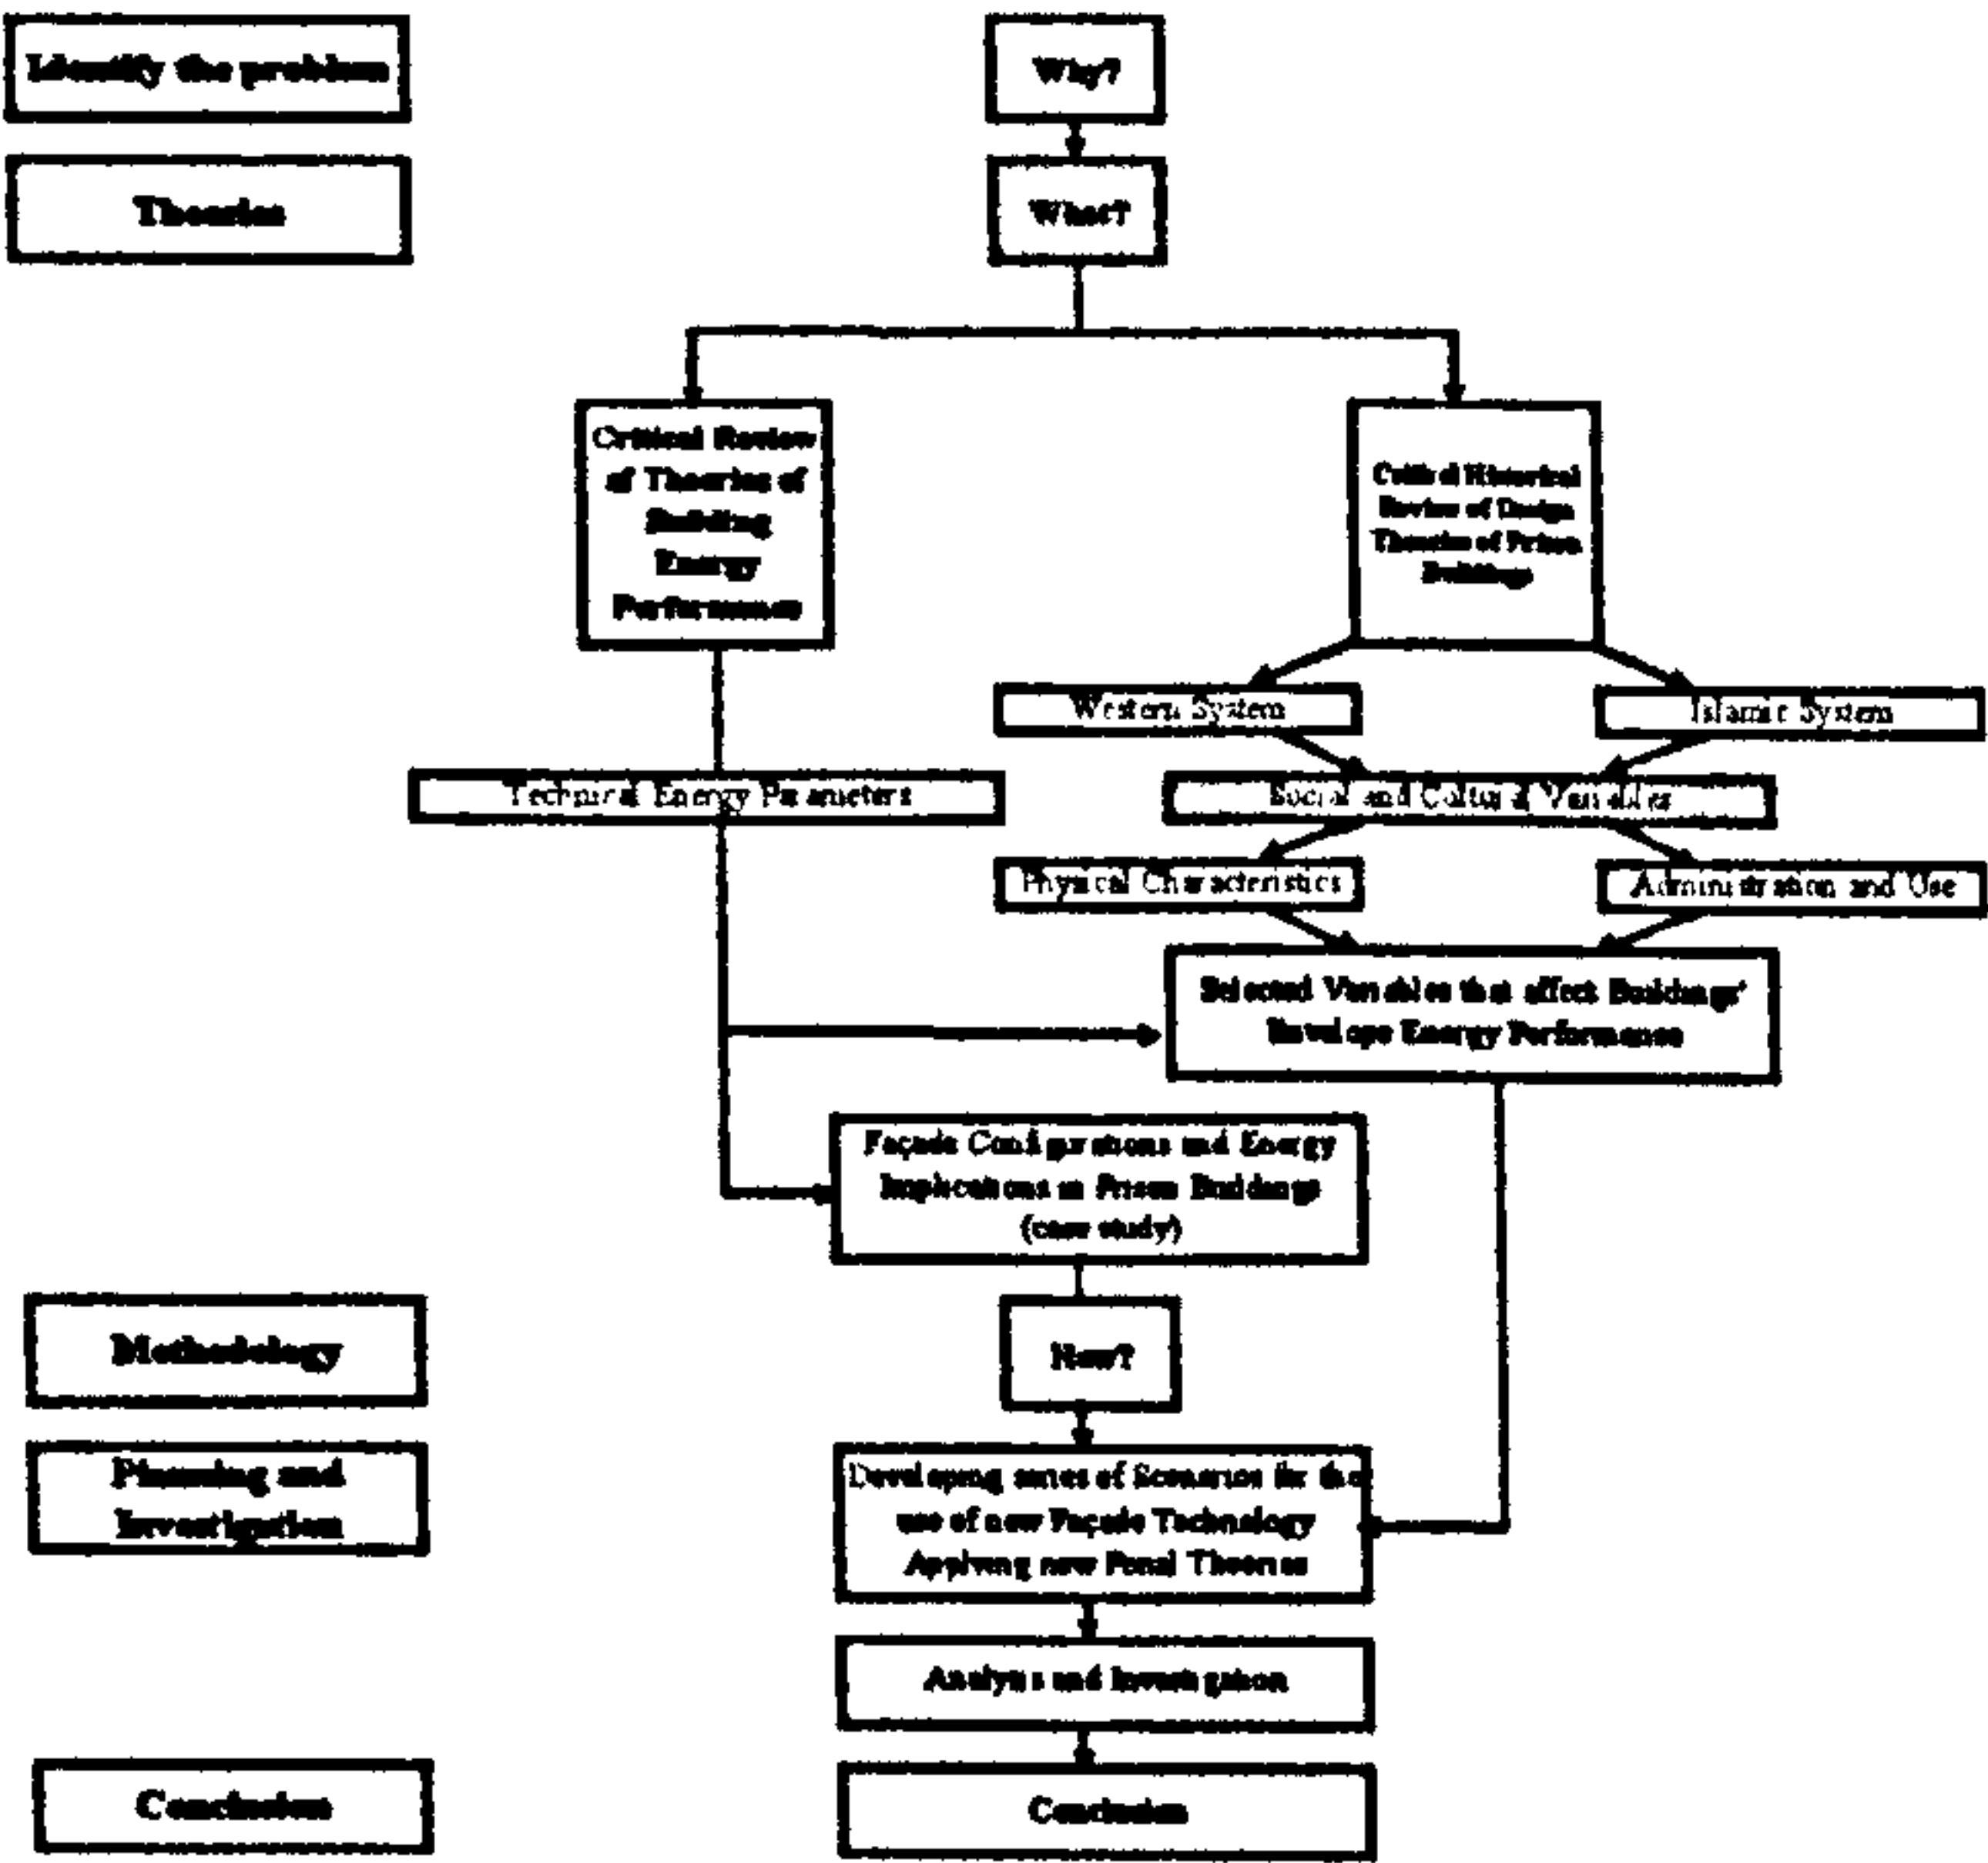 Identify the problem
Why?
Theories
What?
Critical Review
of Theories of
Building
Energy
Performance
Critical Historical
Review of Design
Theories of Prison
Buildings
Western System
Islamic System
Technical Energy Parameters
Social and Cultural Variables
Physical Characteristics
Administration and Use
Selected Variables that affect Buildings'
Envelope Energy Performance
Façade Configurations and Energy
Implications in Prison Buildings
(case study)
Methodology
How?
Planning and
Investigation
Developing series of Scenarios for the
use of new Façade Technology
Applying new Penal Theories
Analysis and Investigation
Conclusion
Conclusion